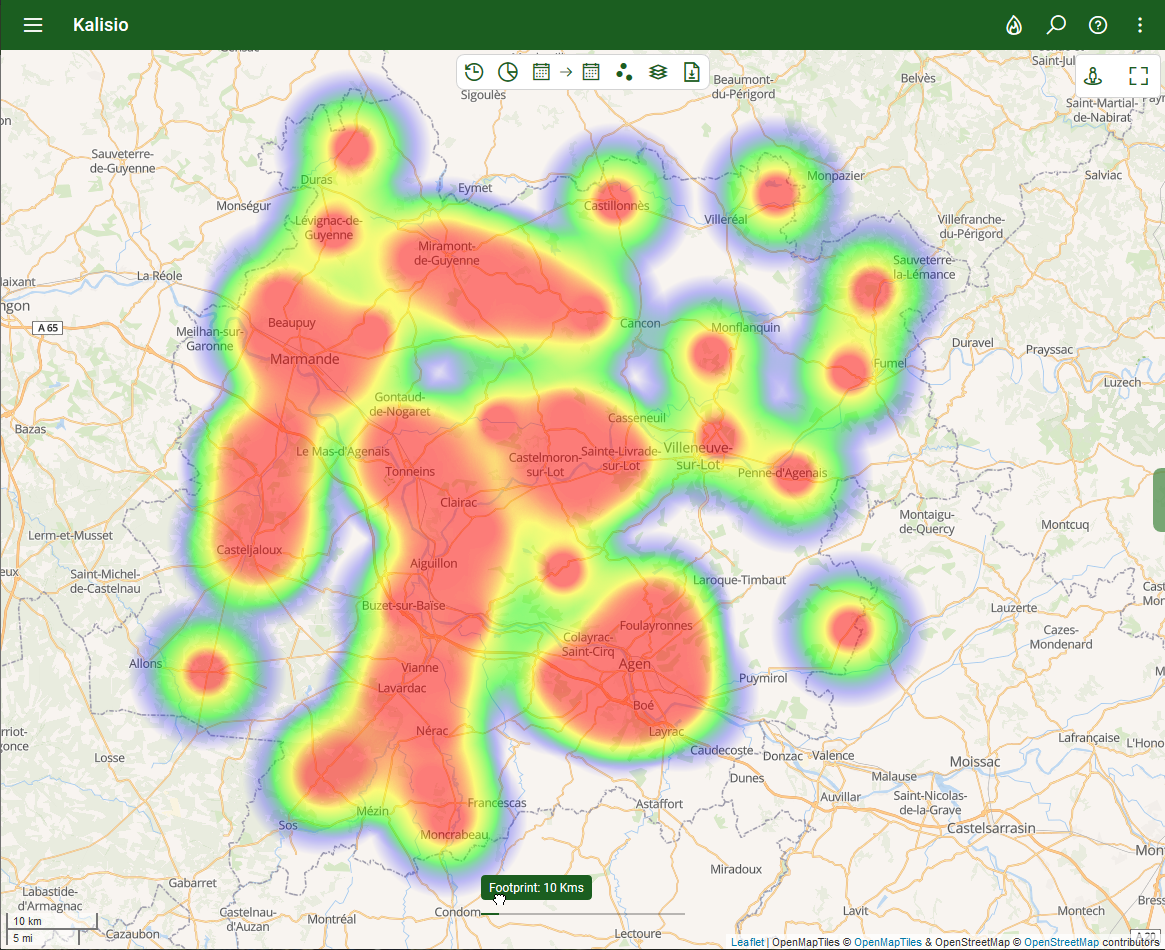 Kalisio
Sigoulès
Beaumont-
du-Périgord
Belvès
Saint-Martial-
de-Nabirat
Sauveterre-
de-Guyenne
Duras
Eymet
Monpazier
Salviac
Monségur
Castillonnès
Lévignac-de-
Guyenne
Villeréal
Villefranche-
du-Périgord
Miramont-
de-Guyenne
Sauveterre-
la-Lémance
La Réole
A 65
Beaupuy
Cancon
Monflanquin
Meilhan-sur-
Garonne
Marmande
Duravel
Prayssac
Fumel
Luzech
Gontaud-
de-Nogaret
Casseneuil
Bazas
Le Mas-d'Agenais
Castelmoron-
sur-Lot
Sainte-Livrade-
sur-Lot
Villeneuve-
sur-Lot
Tonneins
Penne-d'Agenais
Clairac
Montaigu-
de-Quercy
Montcuq
Lerm-et-Musset
Casteljaloux
Aiguillon
Saint-Michel-
de-Castelnau
Laroque-Timbaut
Buzet-sur-Baïse
Lauzerte
Foulayronnes
Colayrac-
Saint-Cirq
Cazes-
Mondenard
Allons
Vianne
Agen
Lavardac
Puymirol
Boé
Nérac
Layrac
Lafrançaise
L'Hono
Caudecoste
Donzac
Valence
Losse
Moissac
Dunes
Malause
Francescas
Astaffort
Auvillar
Saint-Nicolas-
de-la-Grave
Mézin
Sos
Moncrabeau
Castelsarrasin
Miradoux
Gabarret
Footprint: 10 Kms
Labastide-
d'Armagnac
Castelnau-
d'Auzan
Montréal
Condom
Lavit
Montech
Lectoure
Cazaubon
10 km
5 mi
Leaflet | OpenMapTiles © OpenMapTiles & OpenStreetMap © OpenStreetMap contributors